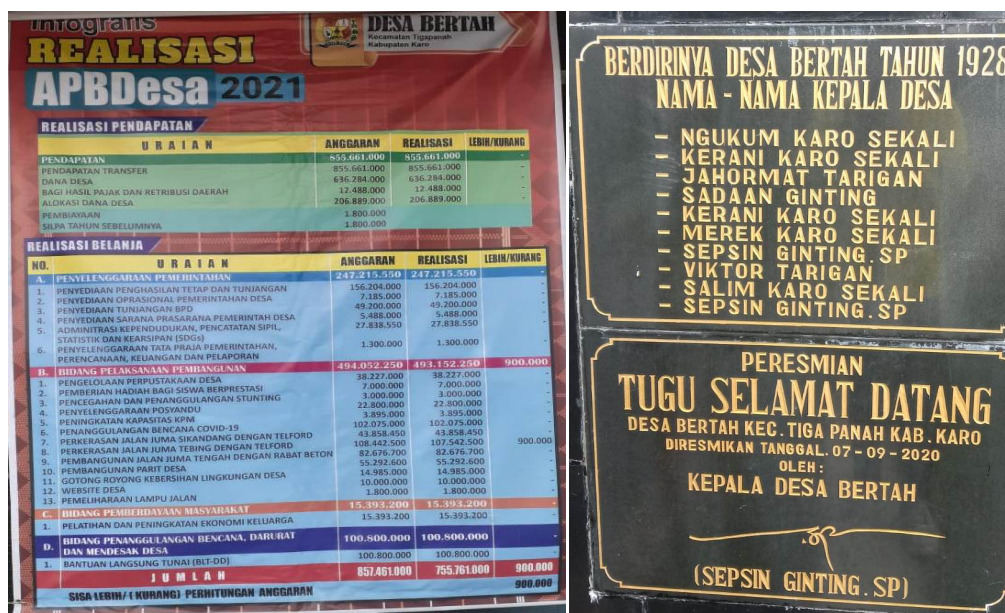 Infografis
REALISASI
APBDesa 2021
DESA BERTAH
Kecamatan Tigapanah
Kabupaten Karo
REALISASI PENDAPATAN
URAIAN ANGGARAN REALISASI LEBIH/KURANG
PENDAPATAN 855.661.000 855.661.000 -
PENDAPATAN TRANSFER 855.661.000 855.661.000 -
DANA DESA 636.284.000 636.284.000 -
BAGI HASIL PAJAK DAN RETRIBUSI DAERAH 12.488.000 12.488.000 -
ALOKASI DANA DESA 206.889.000 206.889.000 -
PEMBIAYAAN 1.800.000
SILPA TAHUN SEBELUMNYA 1.800.000
REALISASI BELANJA
NO. URAIAN ANGGARAN REALISASI LEBIH/KURANG
A. PENYELENGGARAAN PEMERINTAHAN 247.215.550 247.215.550 -
1. PENYEDIAAN PENGHASILAN TETAP DAN TUNJANGAN 156.204.000 156.204.000 -
2. PENYEDIAAN OPRASIONAL PEMERINTAHAN DESA 7.185.000 7.185.000 -
3. PENYEDIAAN TUNJANGAN BPD 49.200.000 49.200.000 -
4. PENYEDIAAN SARANA PRASARANA PEMERINTAH DESA 5.488.000 5.488.000 -
5. ADMINITRASI KEPENDUDUKAN, PENCATATAN SIPIL, 27.838.550 27.838.550 -
STATISTIK DAN KEARSIPAN (SDGs)
6. PENYELENGGARAAN TATA PRAJA PEMERINTAHAN, 1.300.000 1.300.000 -
PERENCANAAN, KEUANGAN DAN PELAPORAN
B. BIDANG PELAKSANAAN PEMBANGUNAN 494.052.250 493.152.250 900.000
1. PENGELOLAAN PERPUSTAKAAN DESA 38.227.000 38.227.000 -
2. PEMBERIAN HADIAH BAGI SISWA BERPRESTASI 7.000.000 7.000.000 -
3. PENCEGAHAN DAN PENANGGULANGAN STUNTING 3.000.000 3.000.000 -
4. PENYELENGGARAAN POSYANDU 22.800.000 22.800.000 -
5. PENINGKATAN KAPASITAS KPM 3.895.000 3.895.000 -
6. PENANGGULANGAN BENCANA COVID-19 102.075.000 102.075.000 -
7. PERKERASAN JALAN JUMA SIKANDANG DENGAN TELFORD 43.858.450 43.858.450 -
8. PERKERASAN JALAN JUMA TEBING DENGAN TELFORD 108.442.500 107.542.500 900.000
9. PEMBANGUNAN JALAN JUMA TENGAH DENGAN RABAT BETON 82.676.700 82.676.700 -
10. PEMBANGUNAN PARIT DESA 55.292.600 55.292.600 -
11. GOTONG ROYONG KEBERSIHAN LINGKUNGAN DESA 14.985.000 14.985.000 -
12. WEBSITE DESA 10.000.000 10.000.000 -
13. PEMELIHARAAN LAMPU JALAN 1.800.000 1.800.000 -
C. BIDANG PEMBERDAYAAN MASYARAKAT 15.393.200 15.393.200 -
1. PELATIHAN DAN PENINGKATAN EKONOMI KELUARGA 15.393.200 15.393.200 -
D. BIDANG PENANGGULANGAN BENCANA, DARURAT 100.800.000 100.800.000 -
DAN MENDESAK DESA
1. BANTUAN LANGSUNG TUNAI (BLT-DD) 100.800.000 100.800.000 -
JUMLAH 857.461.000 755.761.000 900.000
SISA LEBIH/ (KURANG) PERHITUNGAN ANGGARAN 900.000
BERDIRINYA DESA BERTAH TAHUN 1928
NAMA - NAMA KEPALA DESA
- NGUKUM KARO SEKALI
- KERANI KARO SEKALI
- JAHORMAT TARIGAN
- SADAAN GINTING
- KERANI KARO SEKALI
- MEREK KARO SEKALI
- SEPSIN GINTING.SP
- VIKTOR TARIGAN
- SALIM KARO SEKALI
- SEPSIN GINTING.SP
PERESMIAN
TUGU SELAMAT DATANG
DESA BERTAH KEC.TIGA PANAH KAB.KARO
DIRESMIKAN TANGGAL. 07-09-2020
OLEH:
KEPALA DESA BERTAH
(SEPSIN GINTING.SP)